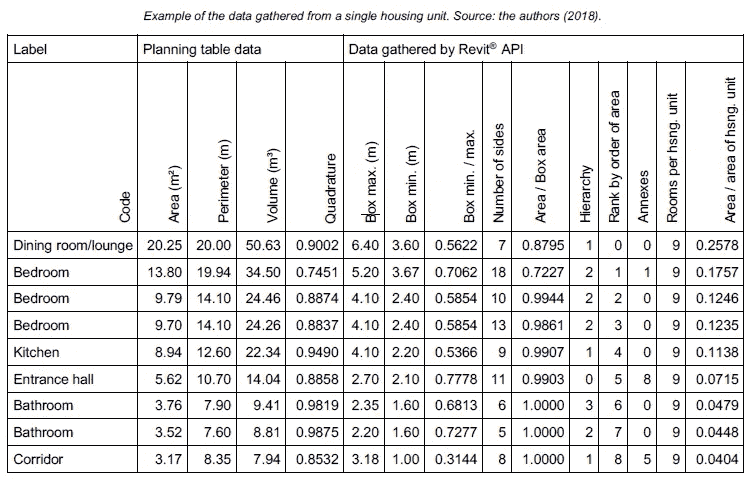 Example of the data gathered from a single housing unit. Source: the authors (2018).
Label Planning table data Data gathered by Revit® API
Code Area (m²) Perimeter (m) Volume (m³) Quadrature Box max. (m) Box min. (m) Box min. / max. Number of sides Area / Box area Hierarchy Rank by order of area Annexes Rooms per hsng. unit Area / area of hsng. unit
Dining room/lounge 20.25 20.00 50.63 0.9002 6.40 3.60 0.5622 7 0.8795 1 0 0 9 0.2578
Bedroom 13.80 19.94 34.50 0.7451 5.20 3.67 0.7062 18 0.7227 2 1 1 9 0.1757
Bedroom 9.79 14.10 24.46 0.8874 4.10 2.40 0.5854 10 0.9944 2 2 0 9 0.1246
Bedroom 9.70 14.10 24.26 0.8837 4.10 2.40 0.5854 13 0.9861 2 3 0 9 0.1235
Kitchen 8.94 12.60 22.34 0.9490 4.10 2.20 0.5366 9 0.9907 1 4 0 9 0.1138
Entrance hall 5.62 10.70 14.04 0.8858 2.70 2.10 0.7778 11 0.9903 0 5 8 9 0.0715
Bathroom 3.76 7.90 9.41 0.9819 2.35 1.60 0.6813 6 1.0000 3 6 0 9 0.0479
Bathroom 3.52 7.60 8.81 0.9875 2.20 1.60 0.7277 5 1.0000 2 7 0 9 0.0448
Corridor 3.17 8.35 7.94 0.8532 3.18 1.00 0.3144 8 1.0000 1 8 5 9 0.0404